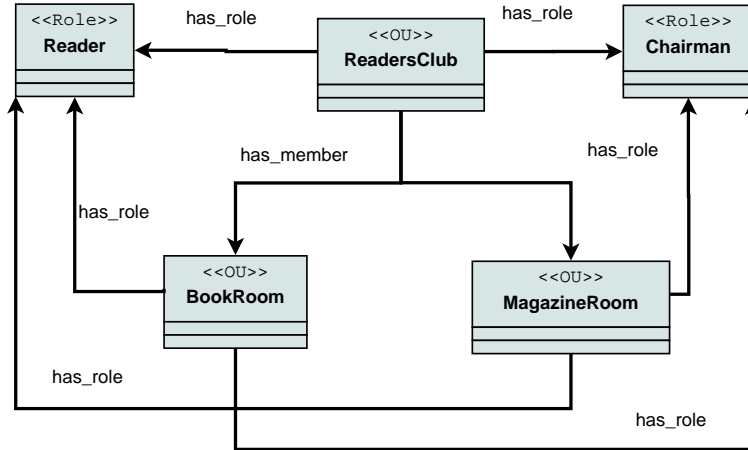 has_role
has_role
<<Role>>
Reader
<<OU>>
ReadersClub
<<Role>>
Chairman
has_member
has_role
has_role
<<OU>>
BookRoom
<<OU>>
MagazineRoom
has_role
has_role